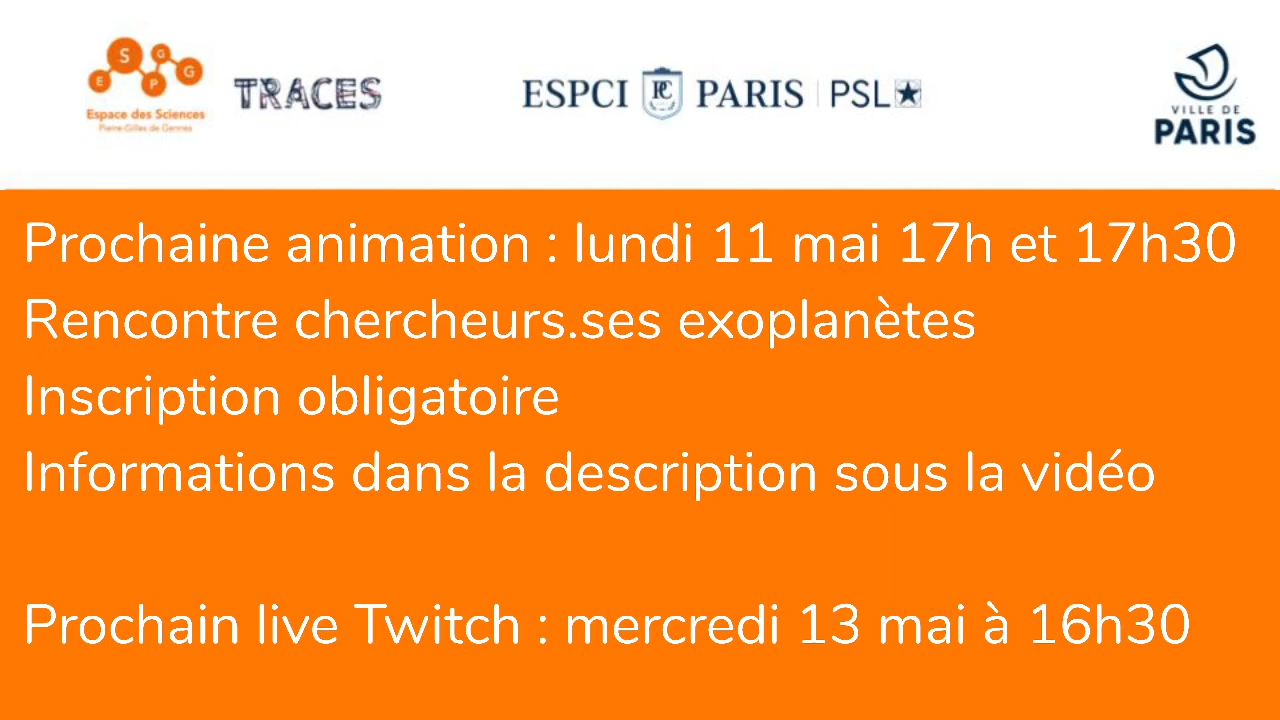 E S P G G
Espace des Sciences
Pierre-Gilles de Gennes
TRACES
ESPCI PC PARIS | PSL
VILLE DE
PARIS
Prochaine animation : lundi 11 mai 17h et 17h30
Rencontre chercheurs.ses exoplanètes
Inscription obligatoire
Informations dans la description sous la vidéo
Prochain live Twitch : mercredi 13 mai à 16h30